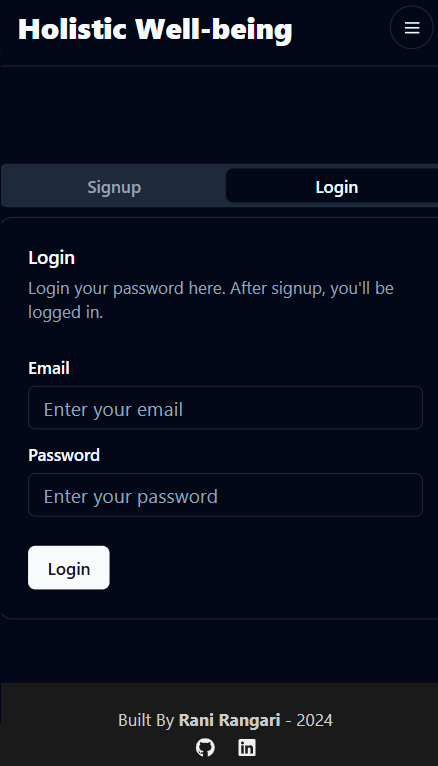 Holistic Well-being
Signup Login
Login
Login your password here. After signup, you'll be
logged in.
Email
Enter your email
Password
Enter your password
Login
Built By Rani Rangari - 2024